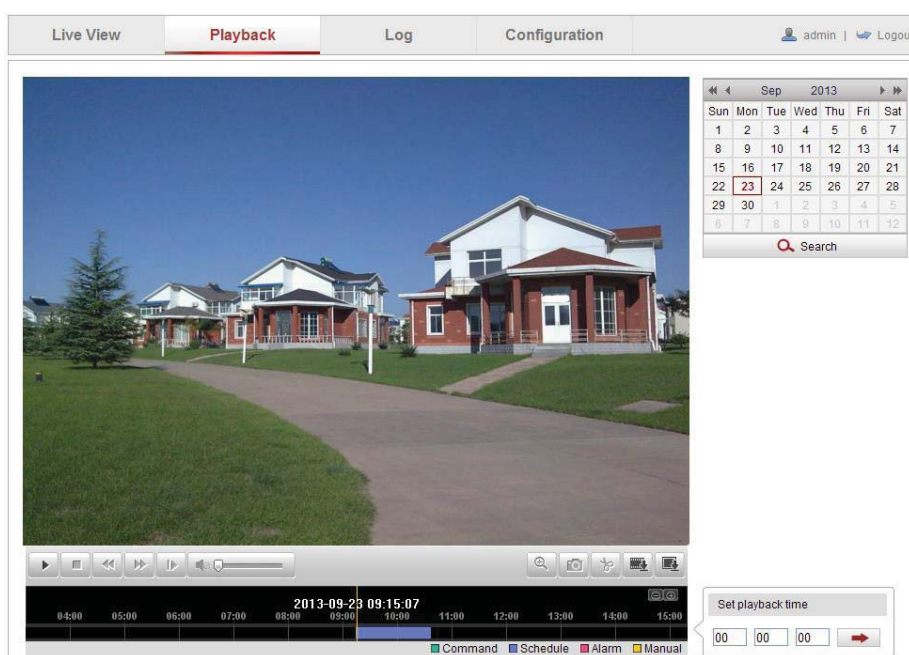 Live View Playback Log Configuration admin | Logou
Sep 2013
Sun Mon Tue Wed Thu Fri Sat
1 2 3 4 5 6 7
8 9 10 11 12 13 14
15 16 17 18 19 20 21
22 23 24 25 26 27 28
29 30 1 2 3 4 5
6 7 8 9 10 11 12
Search
2013-09-23 09:15:07
04:00 05:00 06:00 07:00 08:00 09:00 10:00 11:00 12:00 13:00 14:00 15:00
Command Schedule Alarm Manual
Set playback time
00 00 00